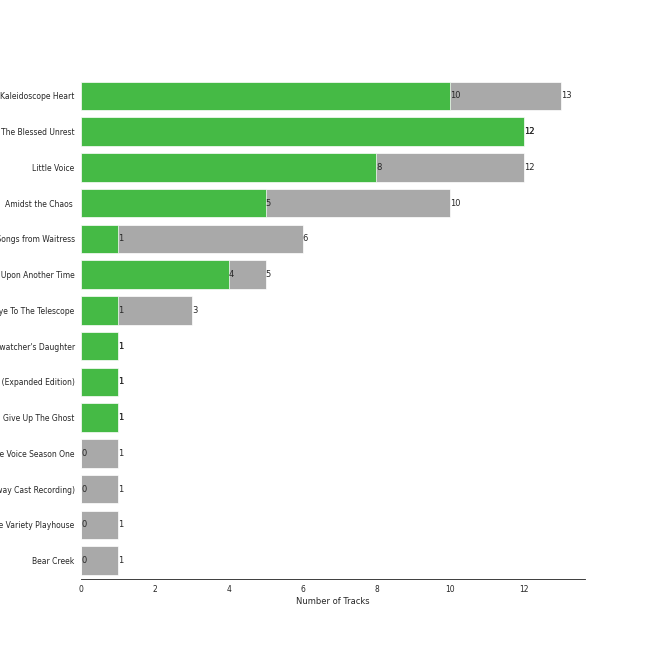 Kaleidoscope Heart 10 13
The Blessed Unrest 12
Little Voice 8 12
Amidst the Chaos 5 10
Songs from Waitress 1 6
Upon Another Time 4 5
ye To The Telescope 1 3
watcher's Daughter 1
(Expanded Edition) 1
Give Up The Ghost 1
e Voice Season One 0 1
way Cast Recording) 0 1
e Variety Playhouse 0 1
Bear Creek 0 1
0 2 4 6 8 10 12
Number of Tracks